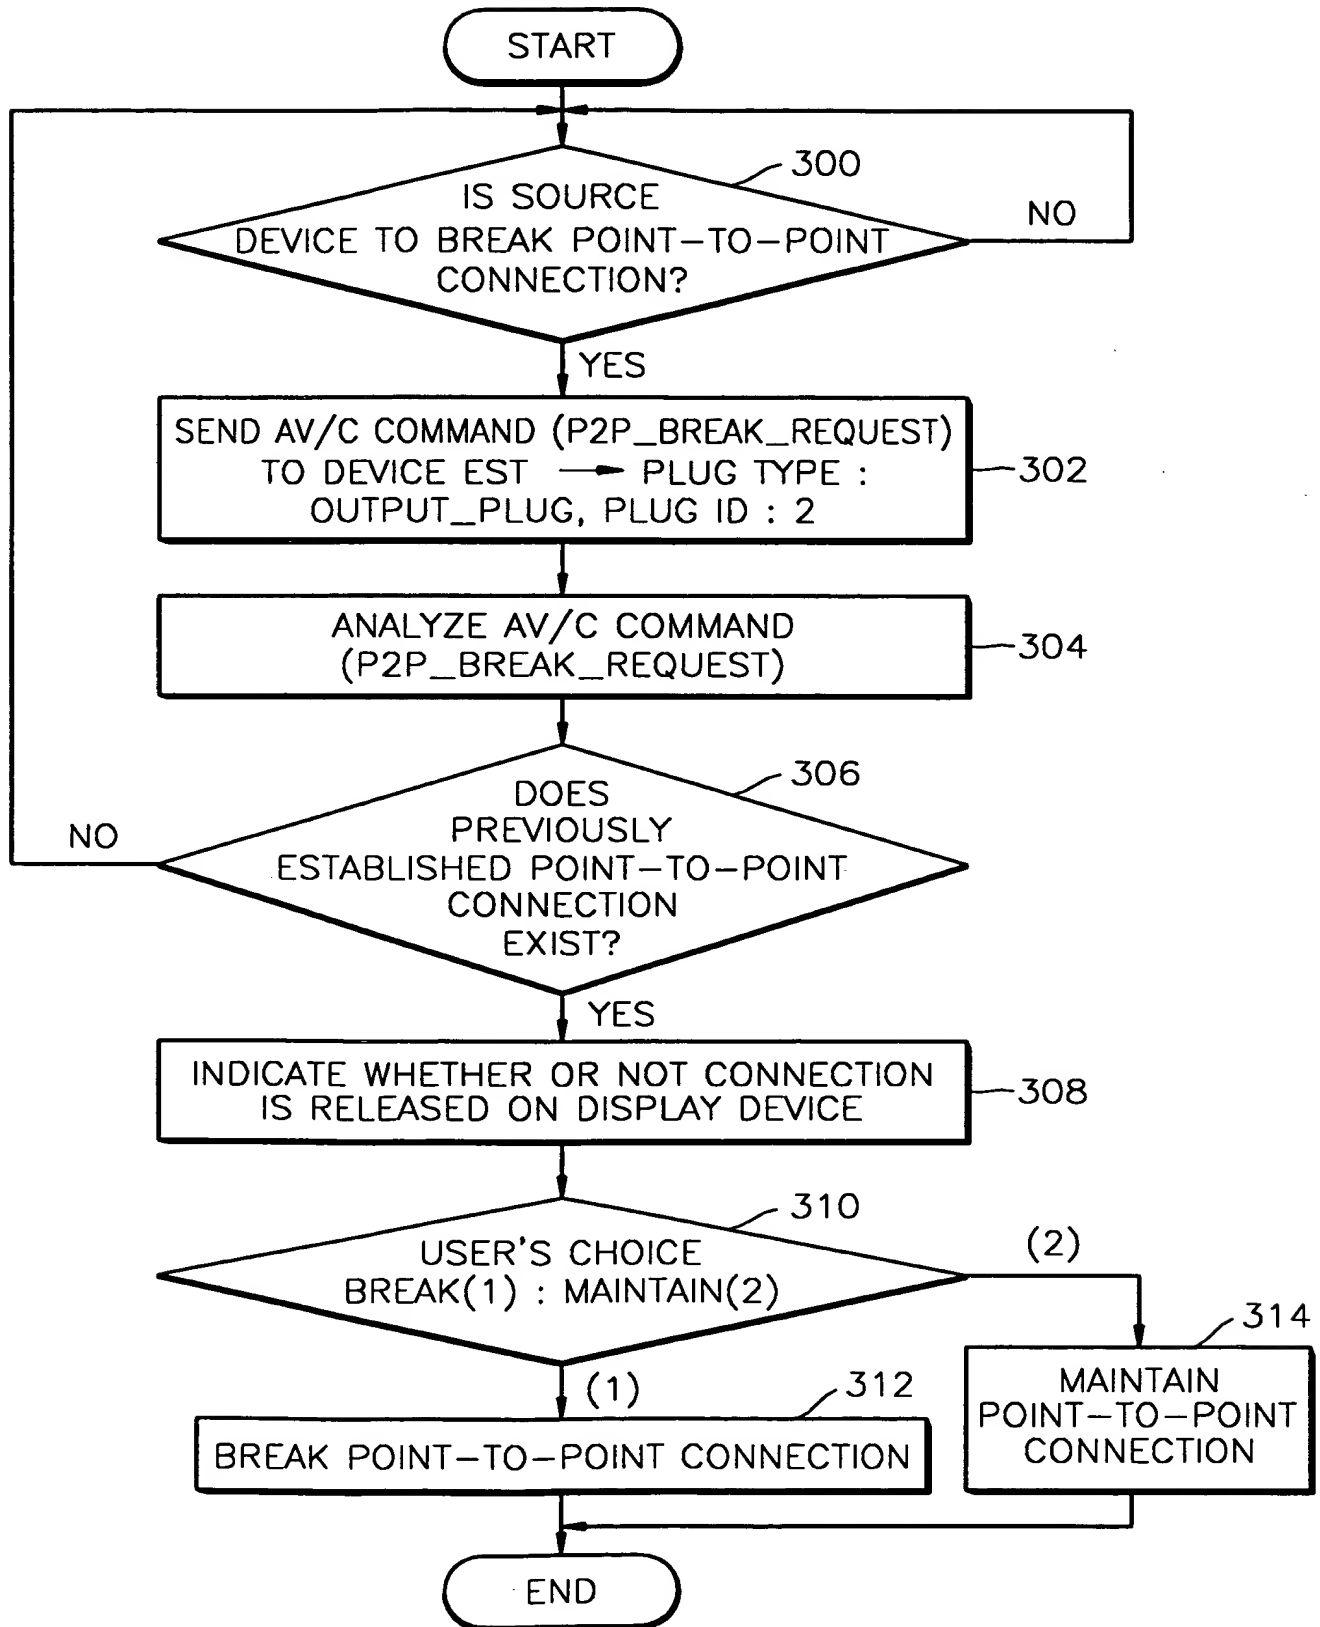 START
300
IS SOURCE
DEVICE TO BREAK POINT-TO-POINT
CONNECTION?
NO
YES
SEND AV/C COMMAND (P2P_BREAK_REQUEST)
TO DEVICE EST → PLUG TYPE :
OUTPUT_PLUG, PLUG ID : 2
302
ANALYZE AV/C COMMAND
(P2P_BREAK_REQUEST)
304
306
DOES
PREVIOUSLY
ESTABLISHED POINT-TO-POINT
CONNECTION
EXIST?
NO
YES
INDICATE WHETHER OR NOT CONNECTION
IS RELEASED ON DISPLAY DEVICE
308
310
USER'S CHOICE
BREAK(1) : MAINTAIN(2)
(2)
314
MAINTAIN
POINT-TO-POINT
CONNECTION
(1)
312
BREAK POINT-TO-POINT CONNECTION
END